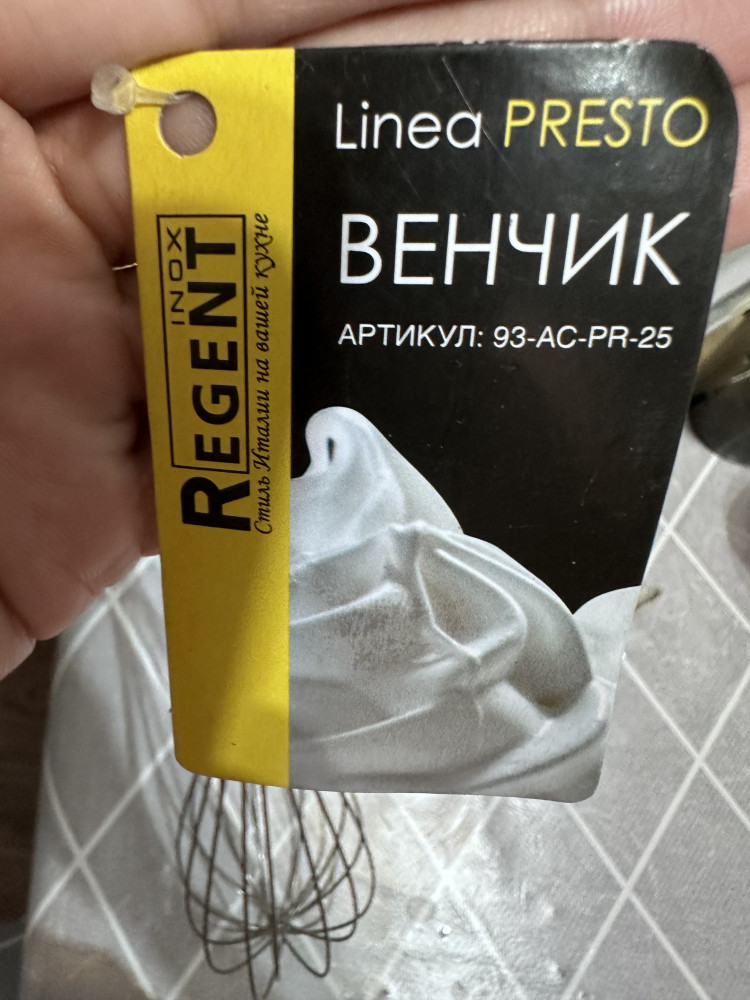 Linea PRESTO
ВЕНЧИК
АРТИКУЛ: 93-AC-PR-25
REGENT
INOX
Стиль Италии на вашей кухне